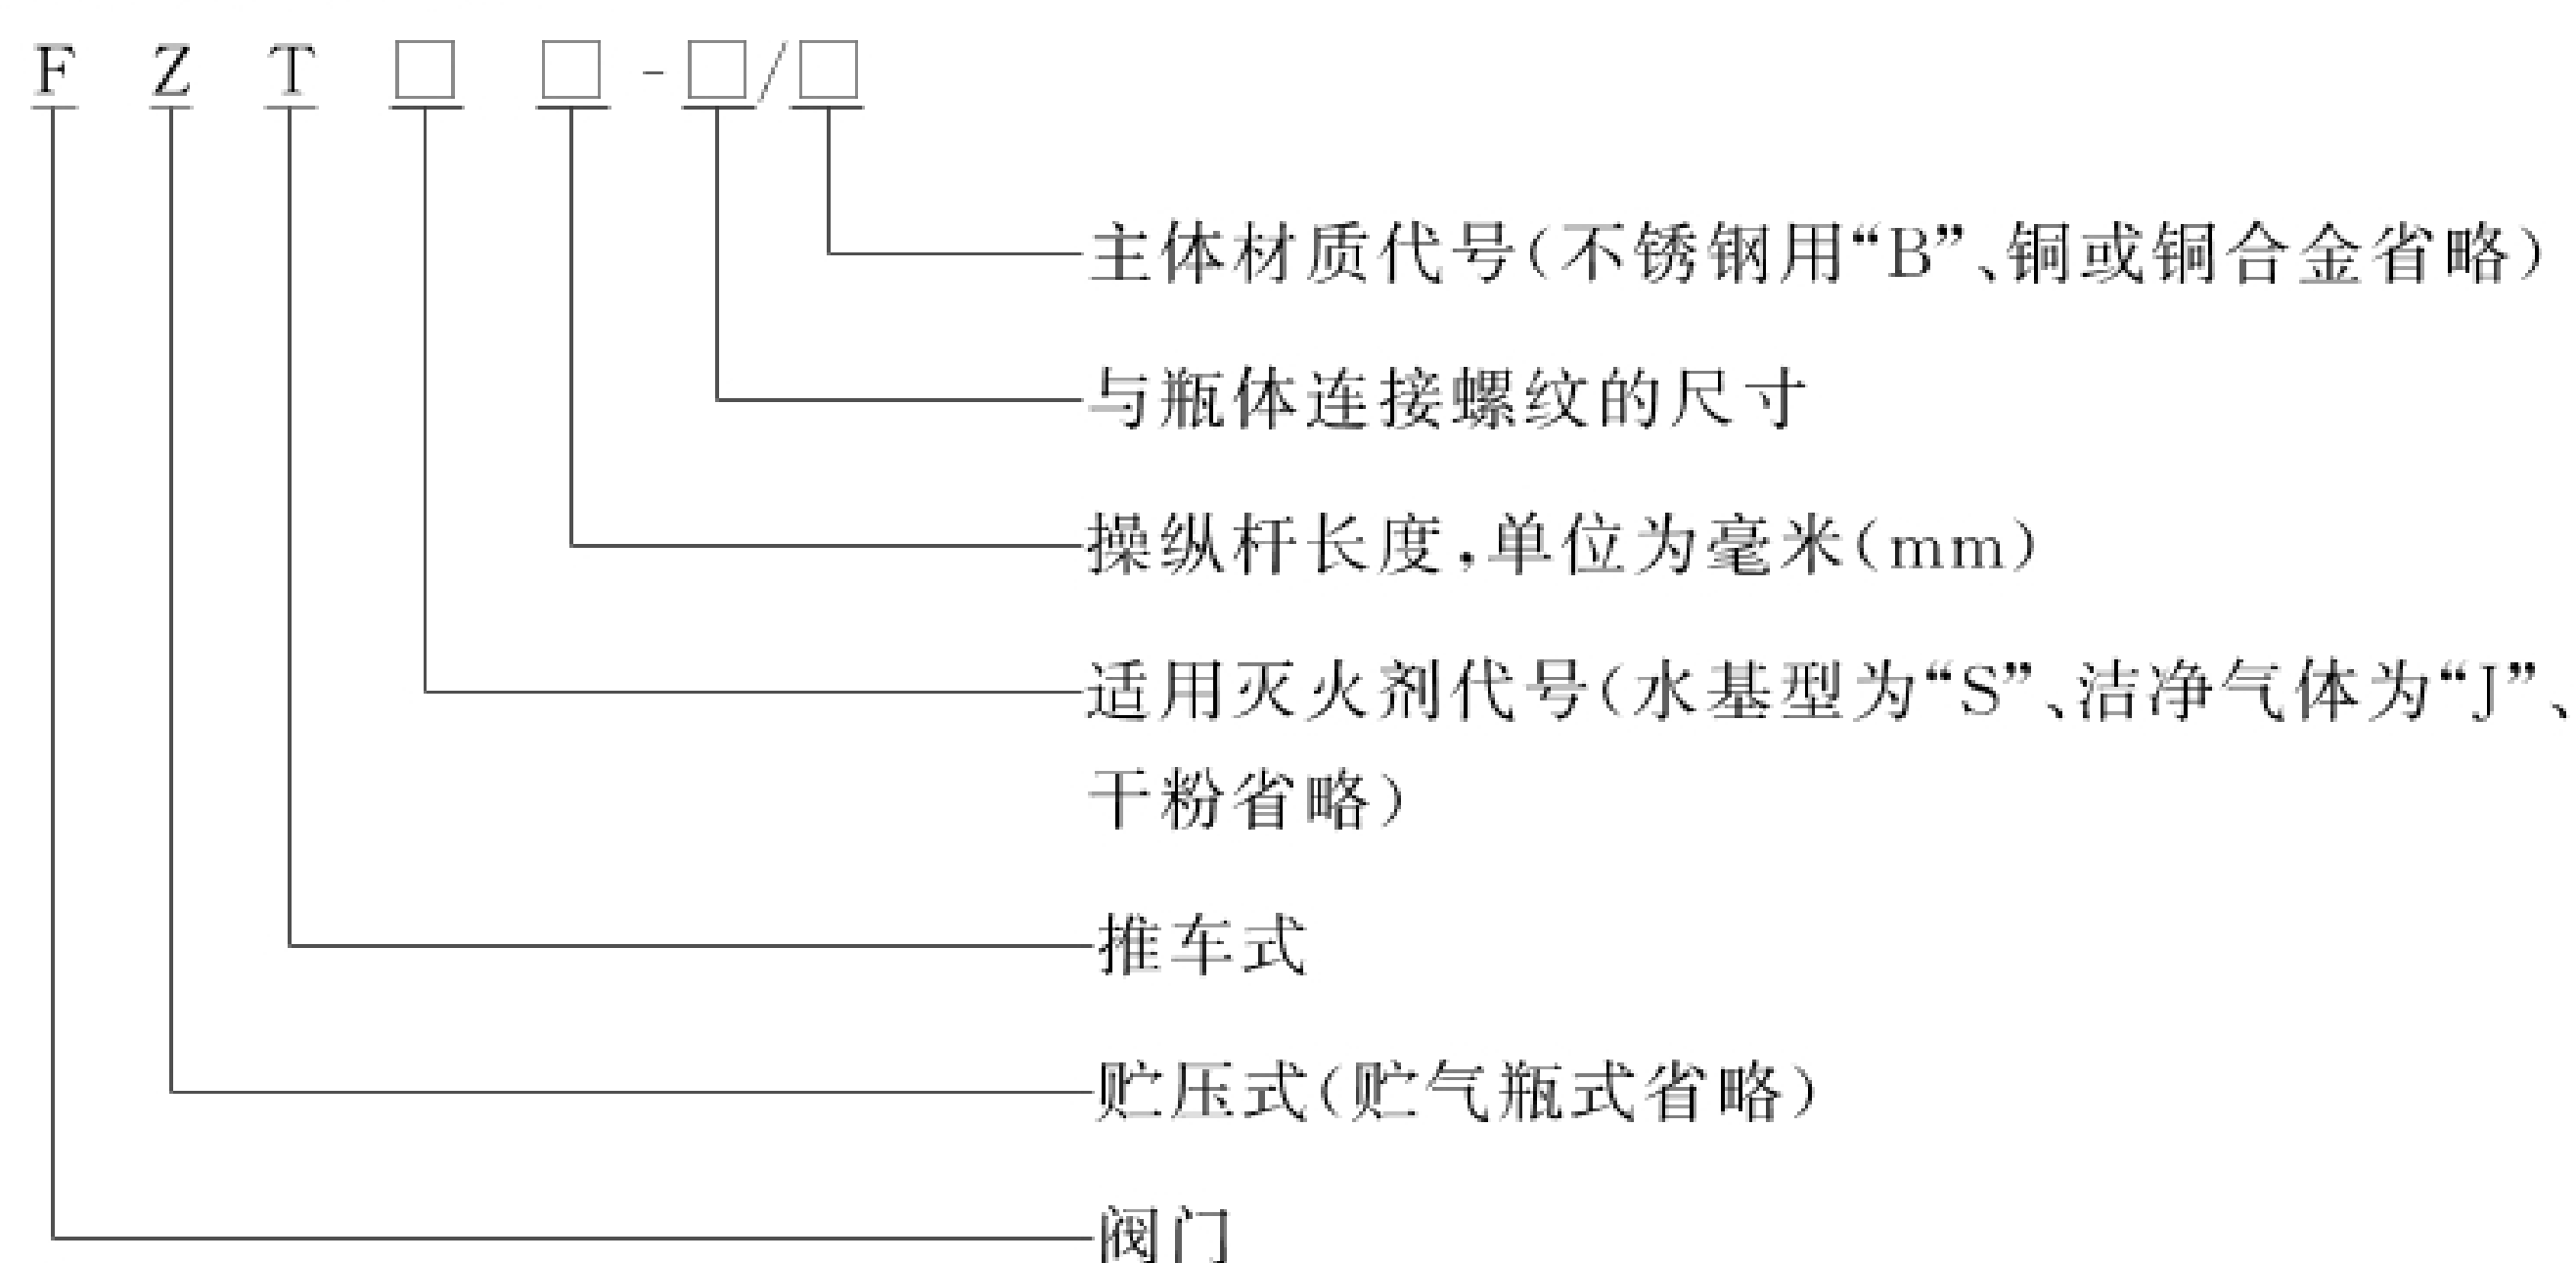 F Z T □ □ - □/□
主体材质代号(不锈钢用“B”、铜或铜合金省略)
与瓶体连接螺纹的尺寸
操纵杆长度,单位为毫米(mm)
适用灭火剂代号(水基型为“S”、洁净气体为“J”、
干粉省略)
推车式
贮压式(贮气瓶式省略)
阀门